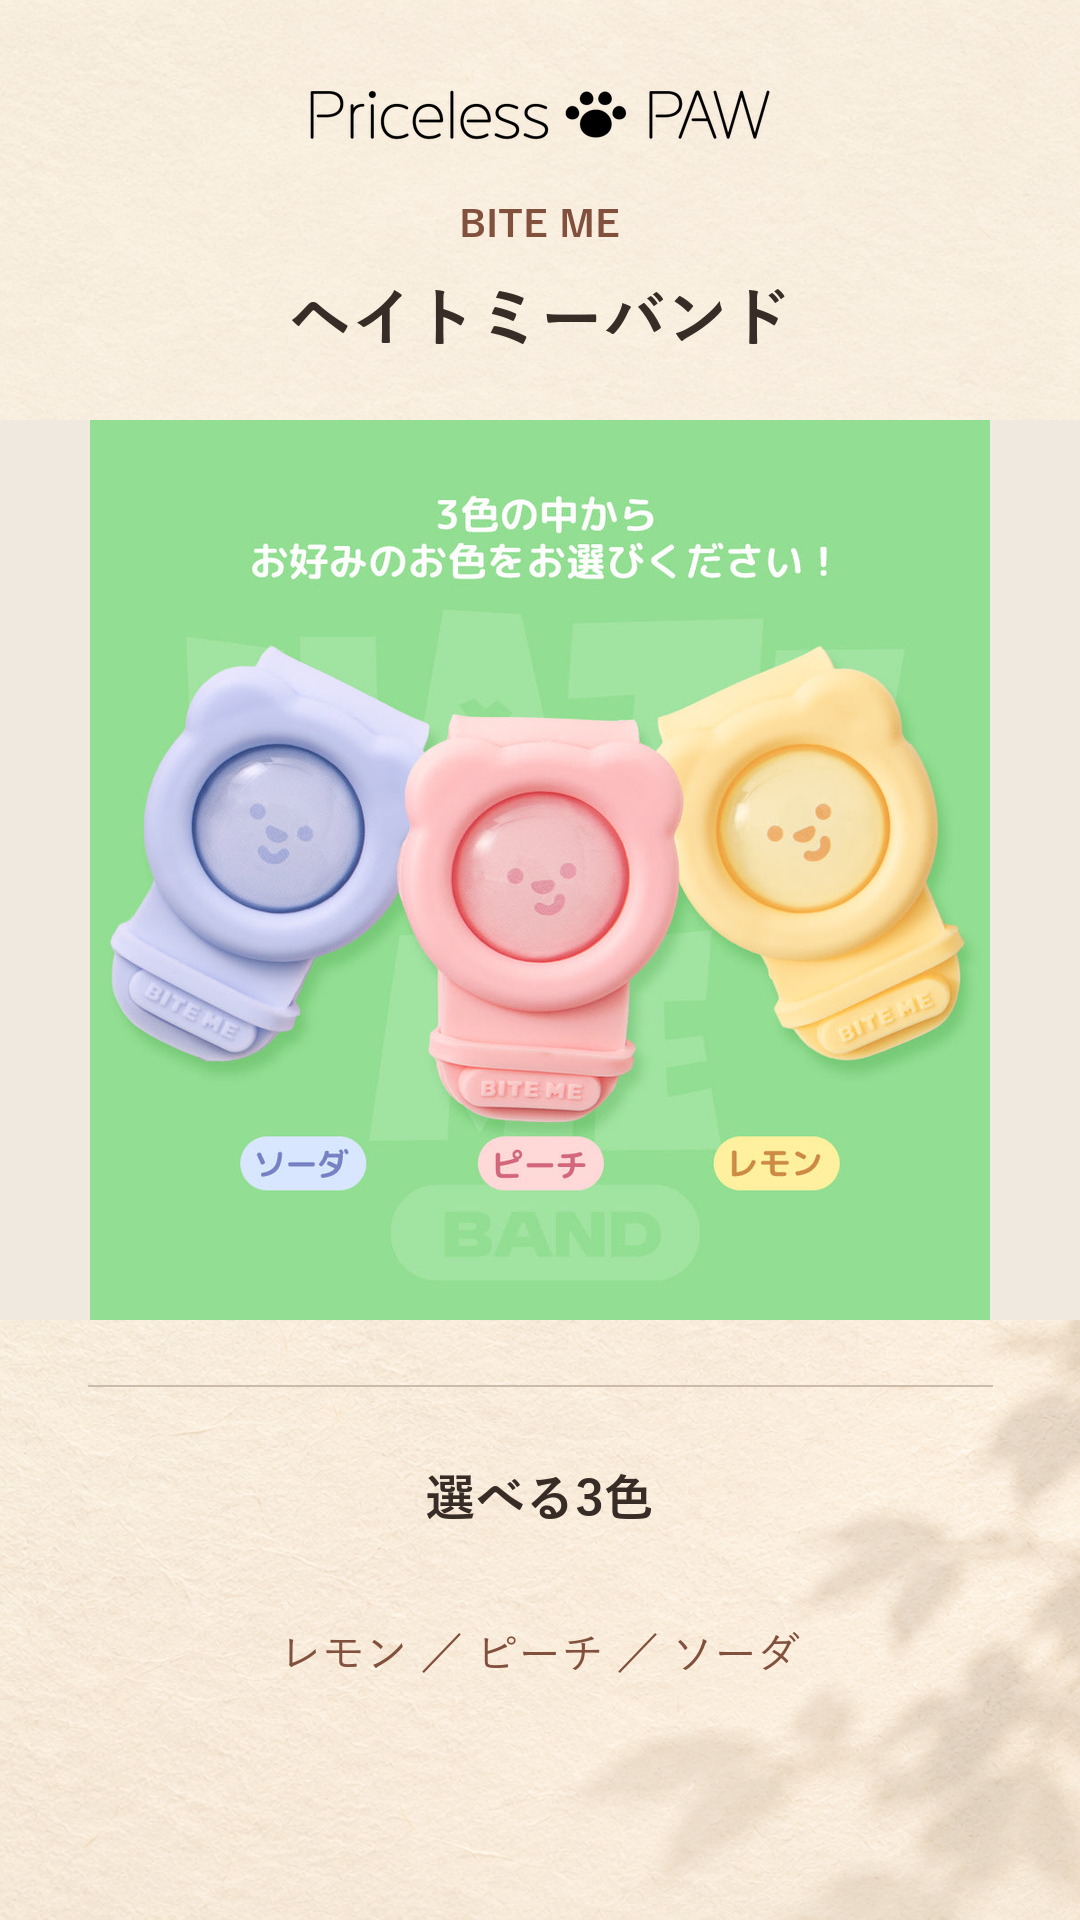 Priceless PAW
BITE ME
ヘイトミーバンド
3色の中から
お好みのお色をお選びください！
HATE
BITE ME
BITE ME
BITE ME
ME
ソーダ
ピーチ
レモン
BAND
選べる3色
レモン ／ ピーチ ／ ソーダ